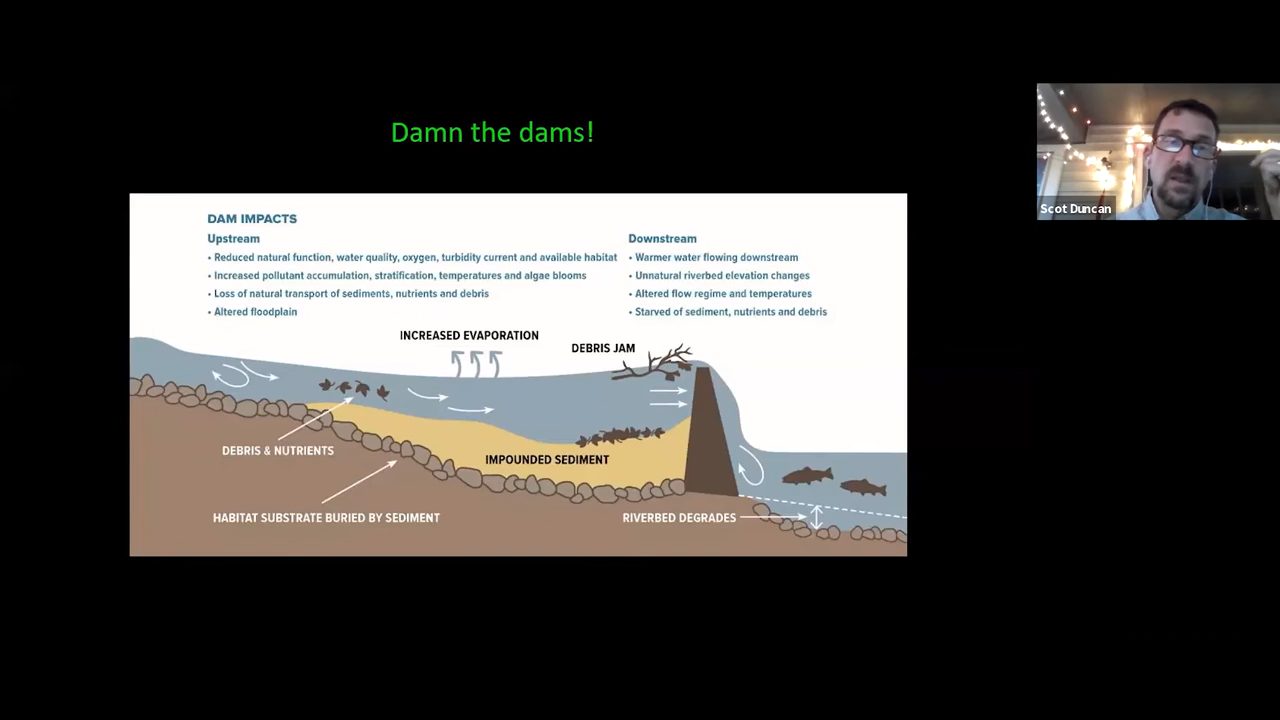 Damn the dams!
Scot Duncan
DAM IMPACTS
Upstream
• Reduced natural function, water quality, oxygen, turbidity current and available habitat
• Increased pollutant accumulation, stratification, temperatures and algae blooms
• Loss of natural transport of sediments, nutrients and debris
• Altered floodplain
Downstream
• Warmer water flowing downstream
• Unnatural riverbed elevation changes
• Altered flow regime and temperatures
• Starved of sediment, nutrients and debris
INCREASED EVAPORATION
DEBRIS JAM
DEBRIS & NUTRIENTS
IMPOUNDED SEDIMENT
HABITAT SUBSTRATE BURIED BY SEDIMENT
RIVERBED DEGRADES